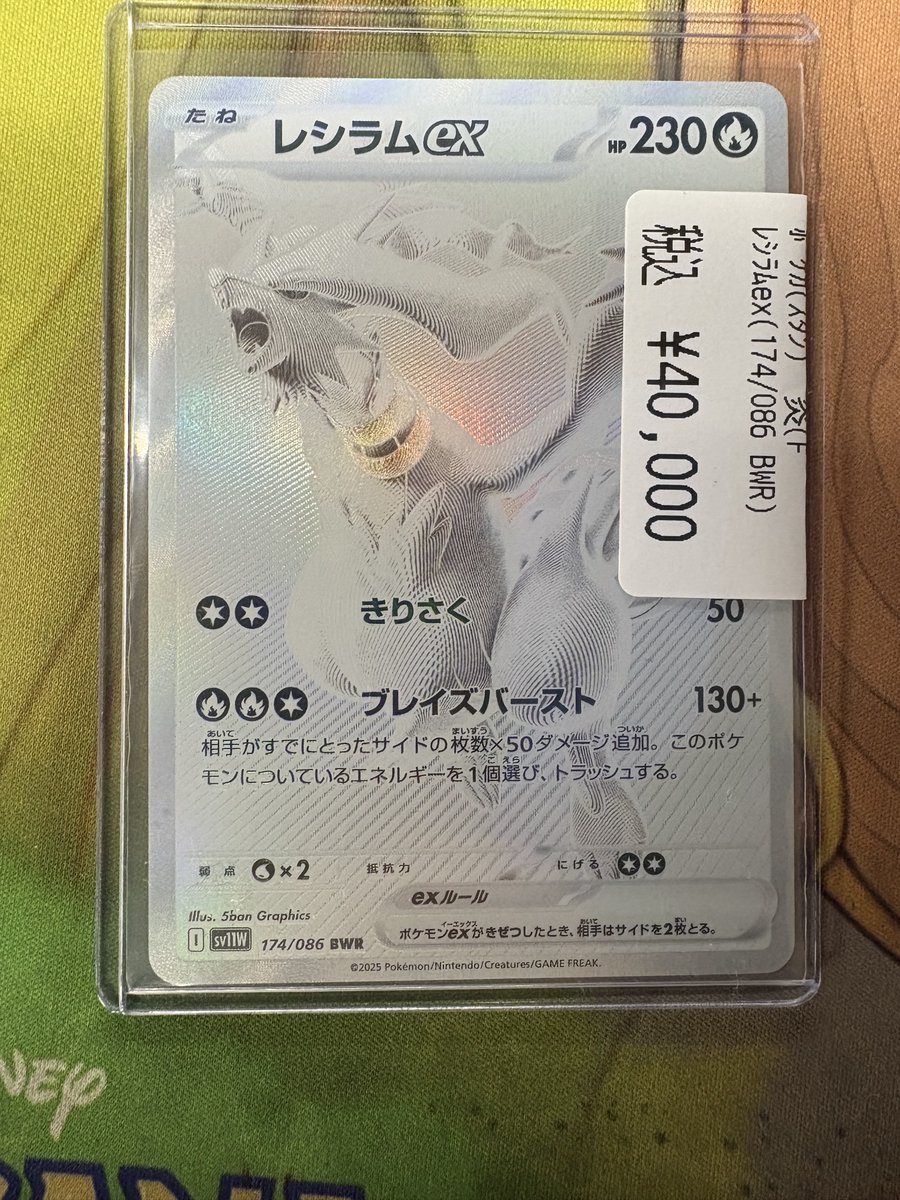 たね
レシラムex
HP230
税込 ¥40,000
レシラムex(174/086 BWR)
きりさく 50
ブレイズバースト 130+
相手がすでにとったサイドの枚数×50ダメージ追加。このポケ
モンについているエネルギーを1個選び、トラッシュする。
弱点 ×2 抵抗力 にげる
exルール
ポケモンexがきぜつしたとき、相手はサイドを2枚とる。
Illus. 5ban Graphics
I sv11W 174/086 BWR
©2025 Pokémon/Nintendo/Creatures/GAME FREAK.